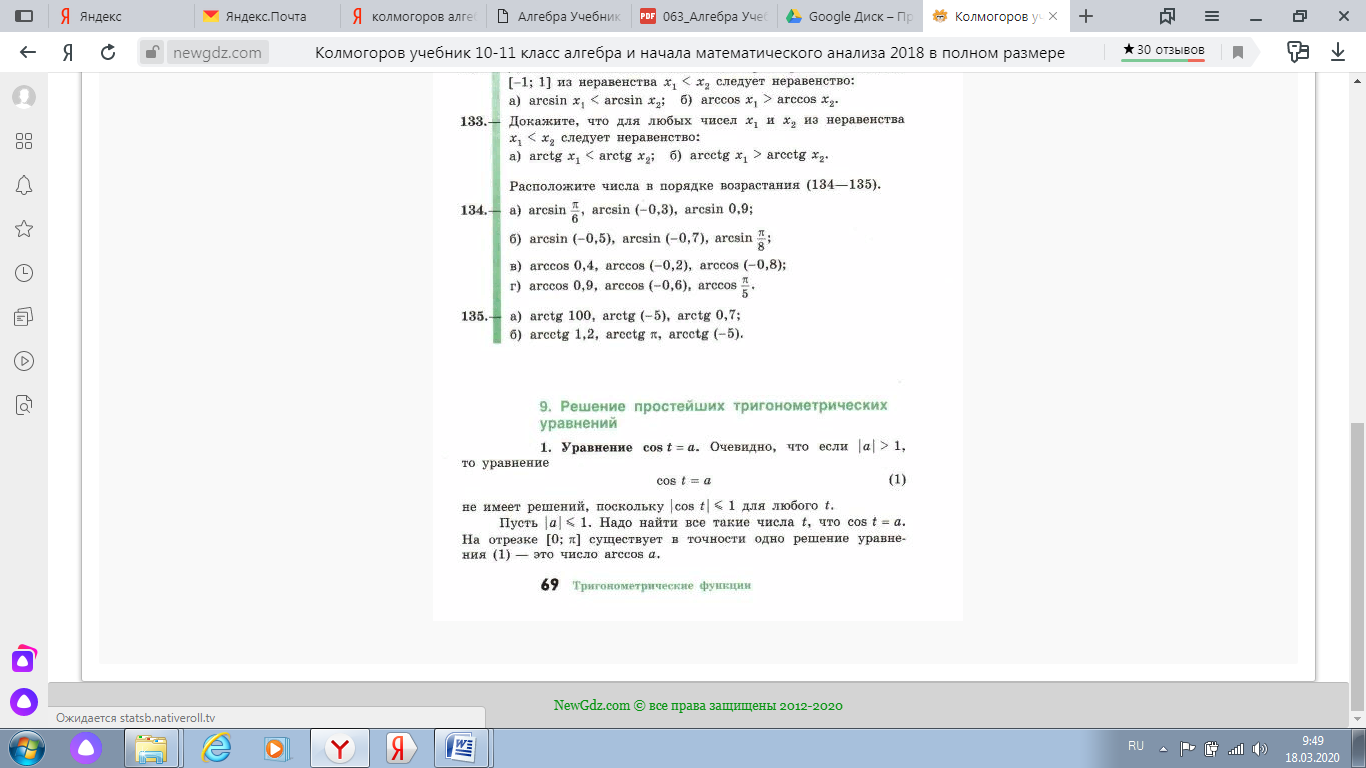 Яндекс
Яндекс.Почта
колмогоров алге
Алгебра Учебник
063_Алгебра Уче
Google Диск – Пр
Колмогоров уч
newgdz.com
Колмогоров учебник 10-11 класс алгебра и начала математического анализа 2018 в полном размере
★30 отзывов
[−1; 1] из неравенства x₁ < x₂ следует неравенство:
а) arcsin x₁ < arcsin x₂; б) arccos x₁ > arccos x₂.
133.— Докажите, что для любых чисел x₁ и x₂ из неравенства
x₁ < x₂ следует неравенство:
а) arctg x₁ < arctg x₂; б) arcctg x₁ > arcctg x₂.
Расположите числа в порядке возрастания (134—135).
134.— а) arcsin π/6, arcsin (−0,3), arcsin 0,9;
б) arcsin (−0,5), arcsin (−0,7), arcsin π/8;
в) arccos 0,4, arccos (−0,2), arccos (−0,8);
г) arccos 0,9, arccos (−0,6), arccos π/5.
135.— а) arctg 100, arctg (−5), arctg 0,7;
б) arcctg 1,2, arcctg π, arcctg (−5).
9. Решение простейших тригонометрических
уравнений
1. Уравнение cos t = a. Очевидно, что если |a| > 1,
то уравнение
cos t = a (1)
не имеет решений, поскольку |cos t| ⩽ 1 для любого t.
Пусть |a| ⩽ 1. Надо найти все такие числа t, что cos t = a.
На отрезке [0; π] существует в точности одно решение уравне-
ния (1) — это число arccos a.
69 Тригонометрические функции
NewGdz.com © все права защищены 2012-2020
Ожидается statsb.nativeroll.tv
RU
9:49
18.03.2020